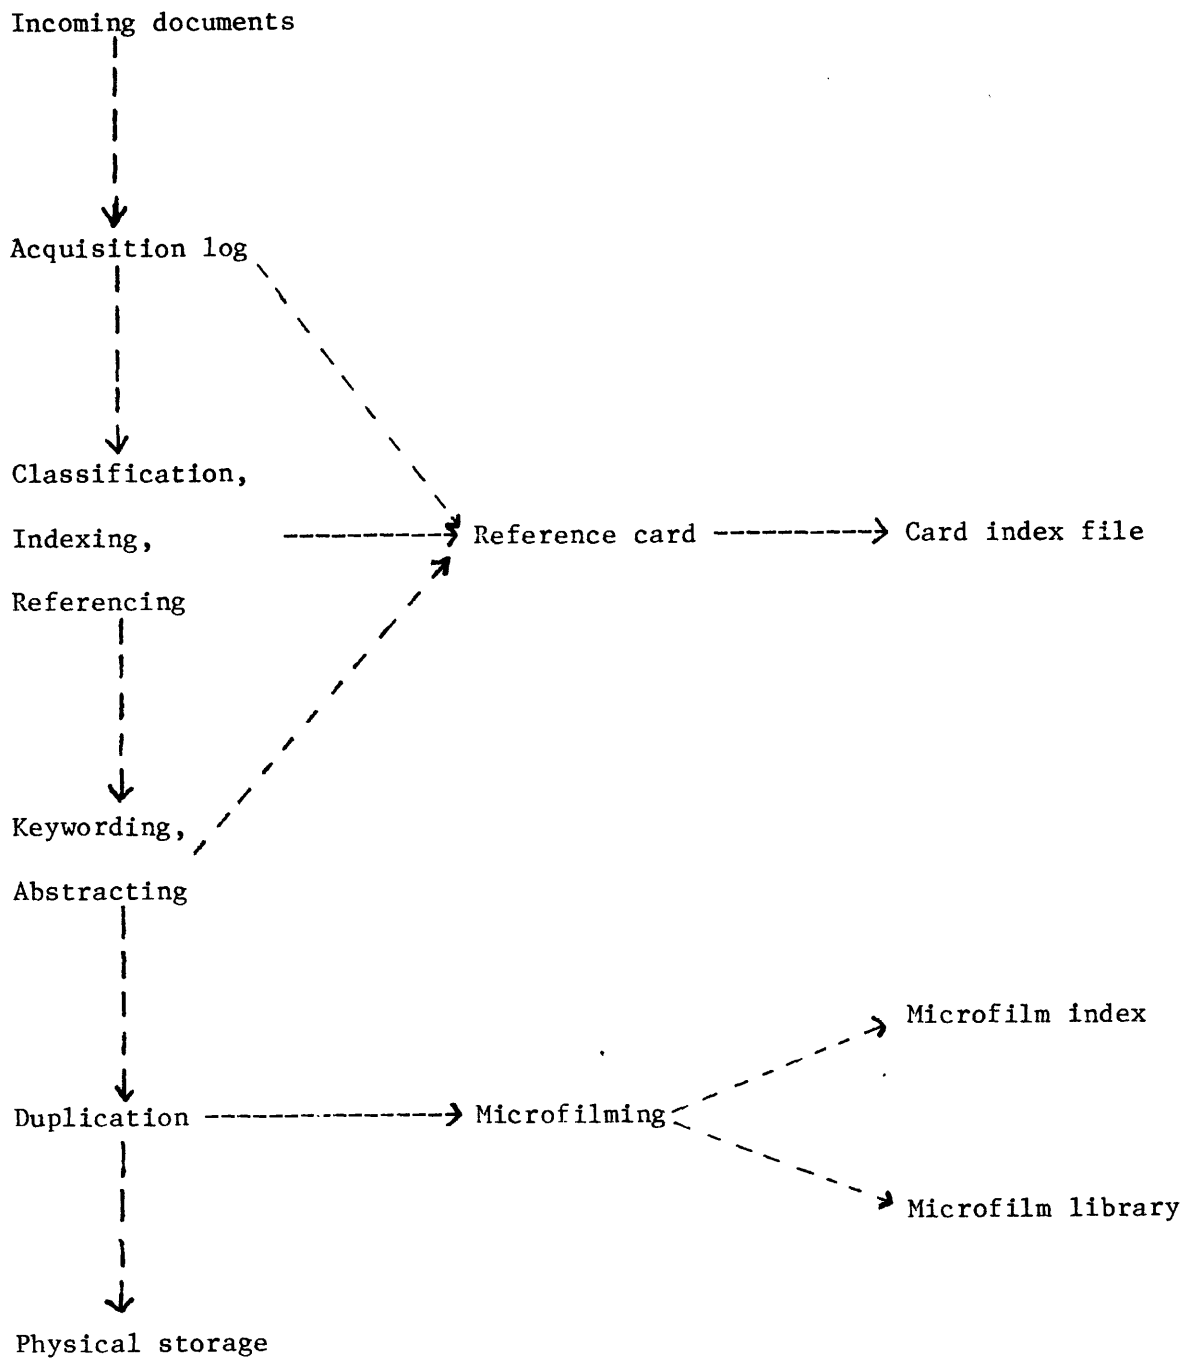 Incoming documents
Acquisition log
Classification,
Indexing,
Referencing
Reference card
Card index file
Keywording,
Abstracting
Duplication
Microfilming
Microfilm index
Microfilm library
Physical storage